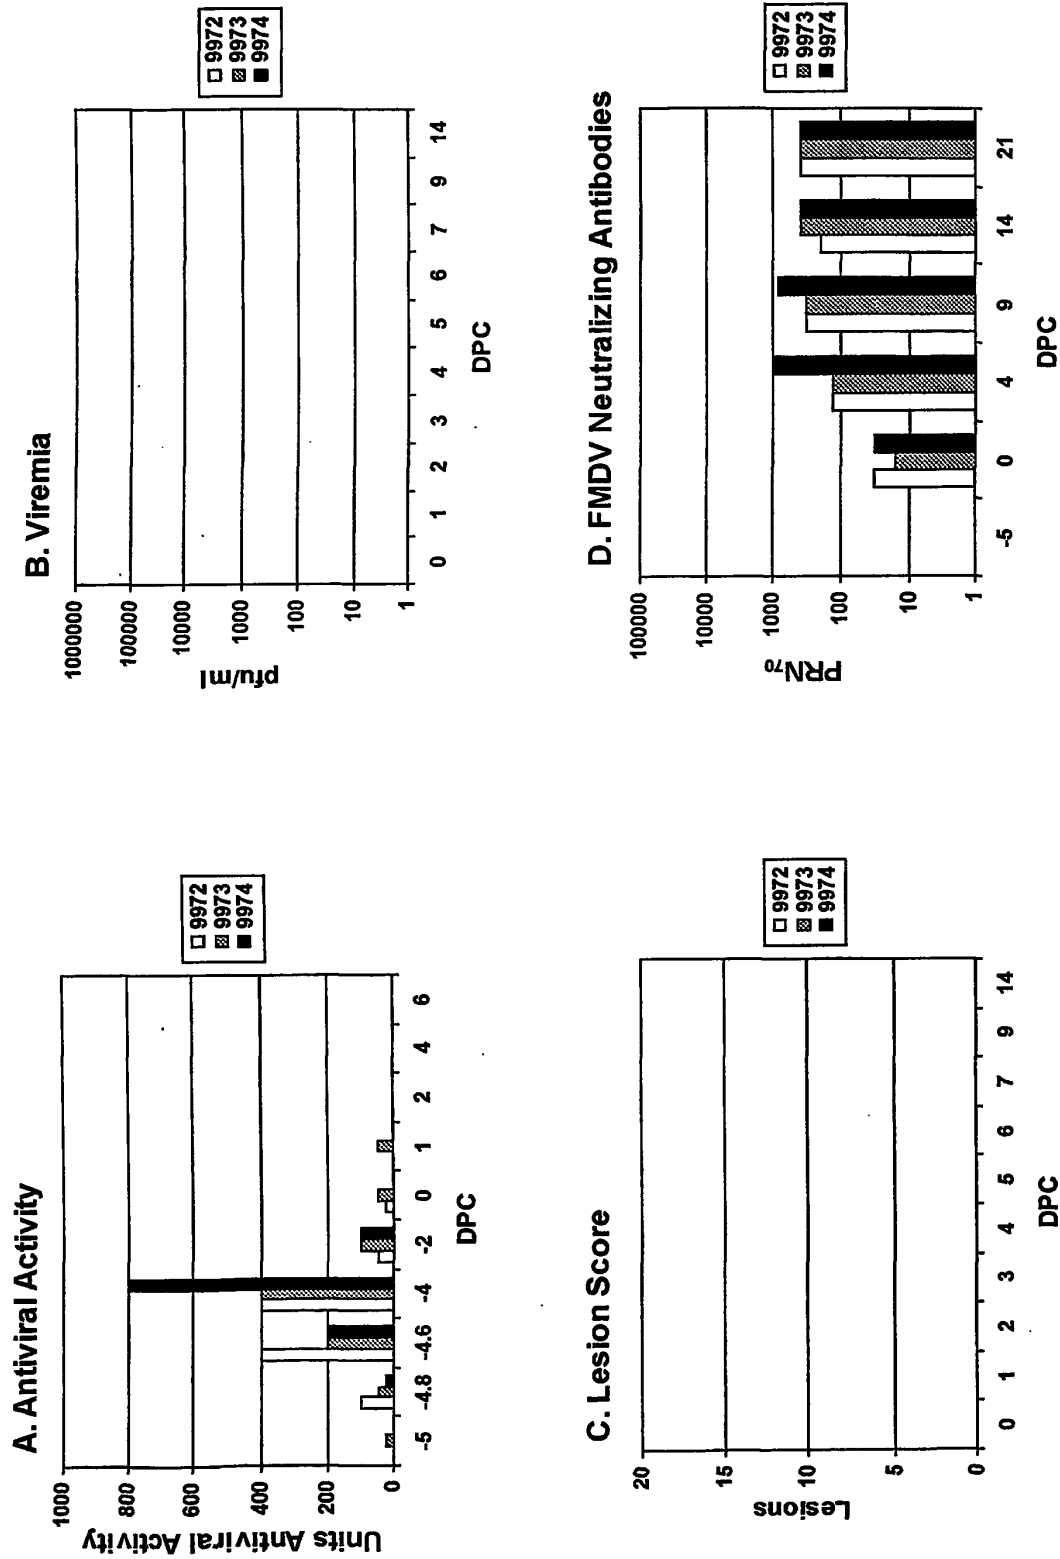 A. Antiviral Activity
Units Antiviral Activity
1000
800
600
400
200
0
-5 -4.8 -4.6 -4 -2 0 1 2 4 6
DPC
9972
9973
9974
B. Viremia
pfu/ml
1000000
100000
10000
1000
100
10
1
0 1 2 3 4 5 6 7 9 14
DPC
9972
9973
9974
C. Lesion Score
Lesions
20
15
10
5
0
0 1 2 3 4 5 6 7 9 14
DPC
9972
9973
9974
D. FMDV Neutralizing Antibodies
PRN70
100000
10000
1000
100
10
1
-5 0 4 9 14 21
DPC
9972
9973
9974